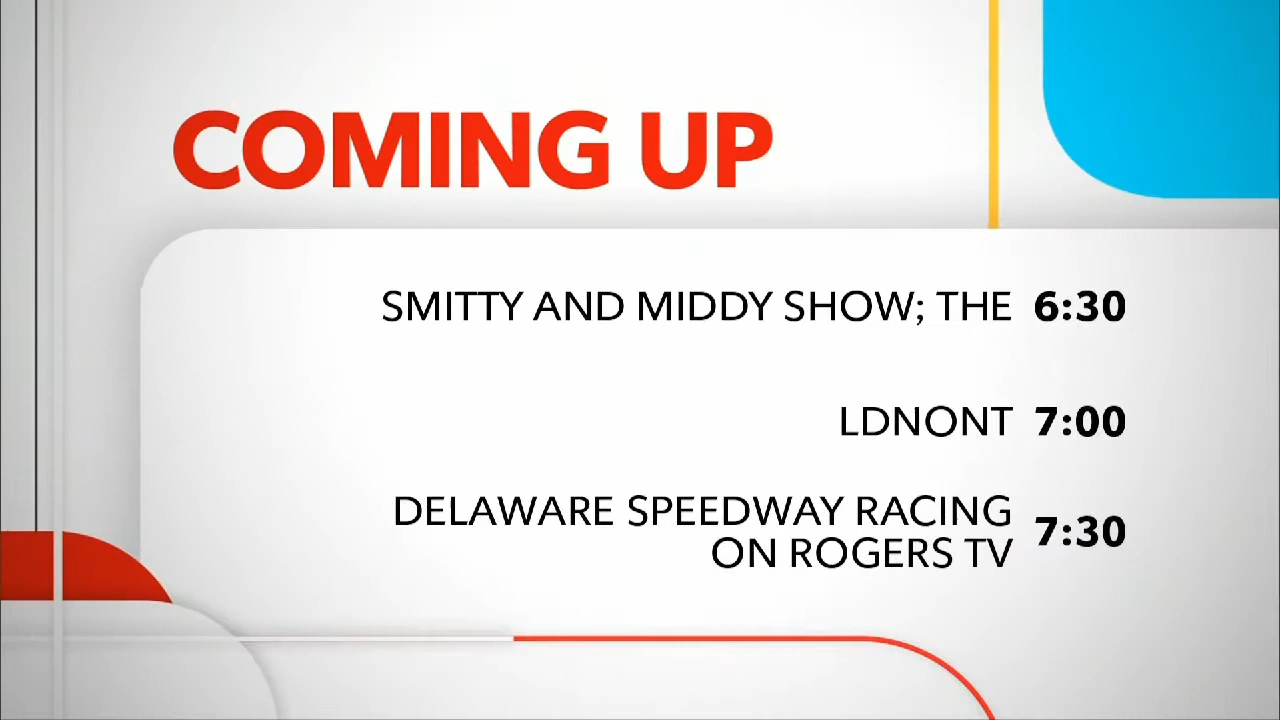 COMING UP
SMITTY AND MIDDY SHOW; THE 6:30
LDNONT 7:00
DELAWARE SPEEDWAY RACING
ON ROGERS TV 7:30